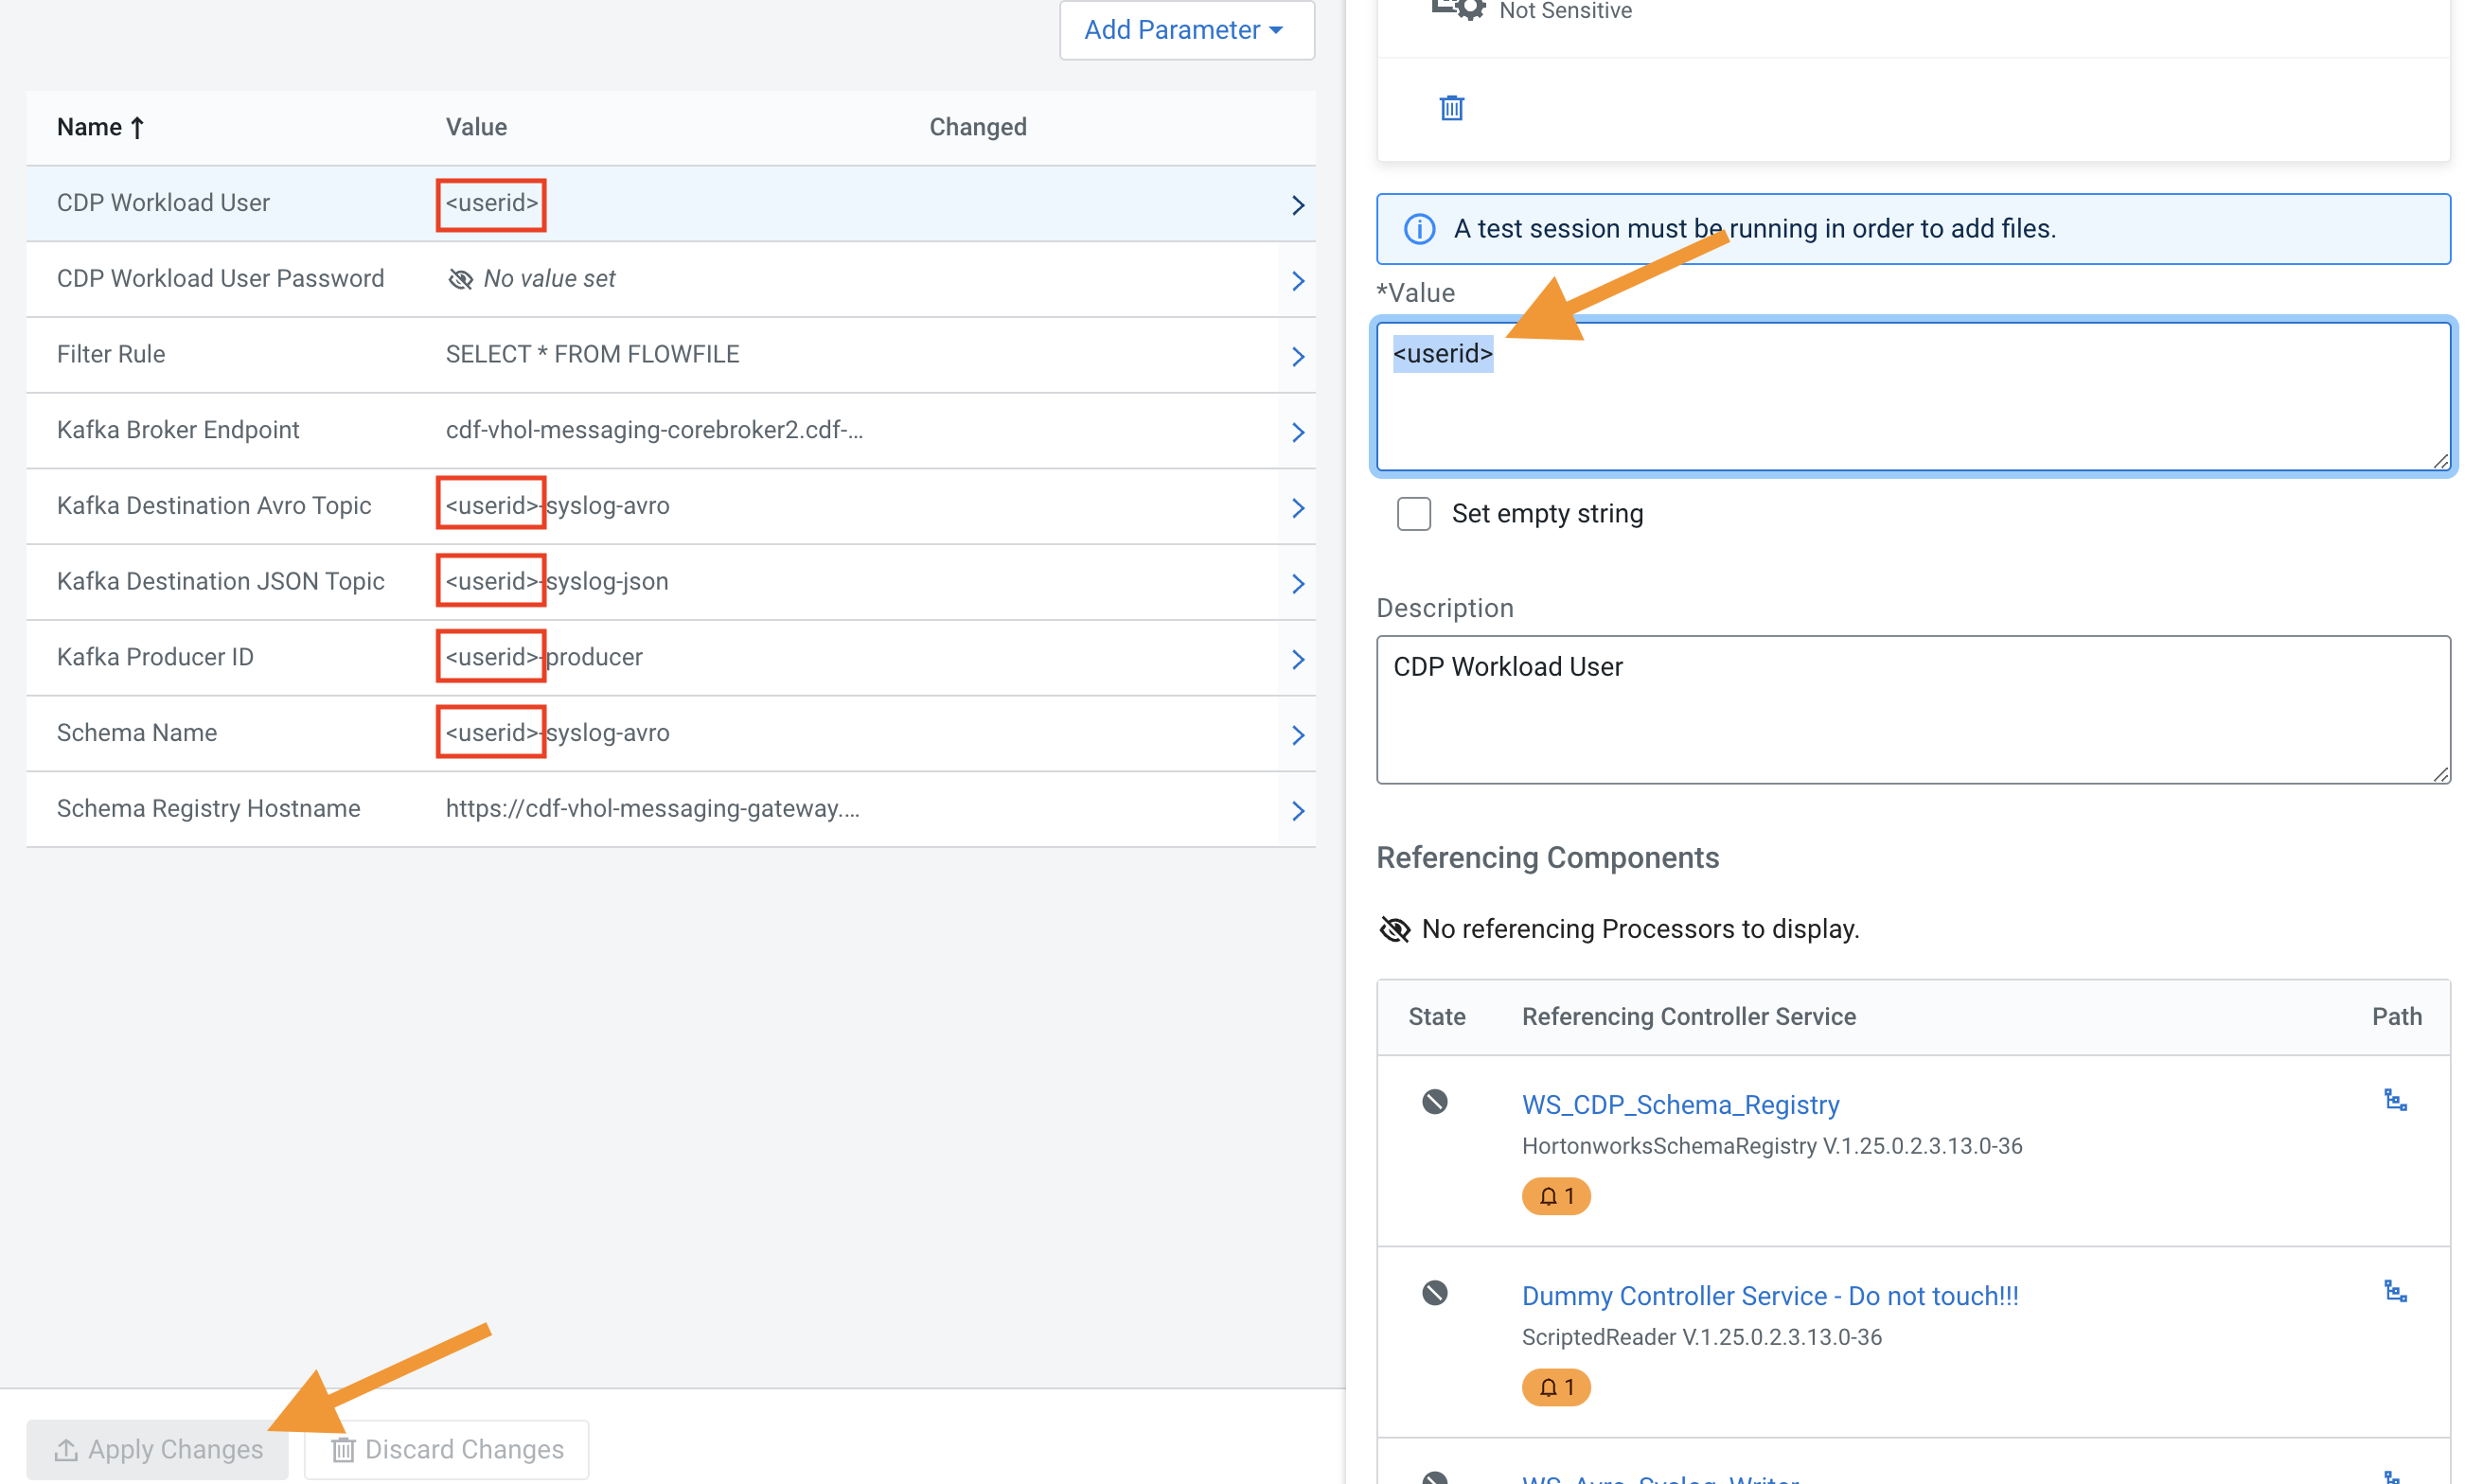 Add Parameter
Name Value Changed
CDP Workload User <userid>
CDP Workload User Password No value set
Filter Rule SELECT * FROM FLOWFILE
Kafka Broker Endpoint cdf-vhol-messaging-corebroker2.cdf-...
Kafka Destination Avro Topic <userid>-syslog-avro
Kafka Destination JSON Topic <userid>-syslog-json
Kafka Producer ID <userid>-producer
Schema Name <userid>-syslog-avro
Schema Registry Hostname https://cdf-vhol-messaging-gateway....
Apply Changes Discard Changes
Not Sensitive
A test session must be running in order to add files.
*Value
<userid>
Set empty string
Description
CDP Workload User
Referencing Components
No referencing Processors to display.
State Referencing Controller Service Path
WS_CDP_Schema_Registry
HortonworksSchemaRegistry V.1.25.0.2.3.13.0-36
1
Dummy Controller Service - Do not touch!!!
ScriptedReader V.1.25.0.2.3.13.0-36
1
WS_Avro_Syslog_Writer